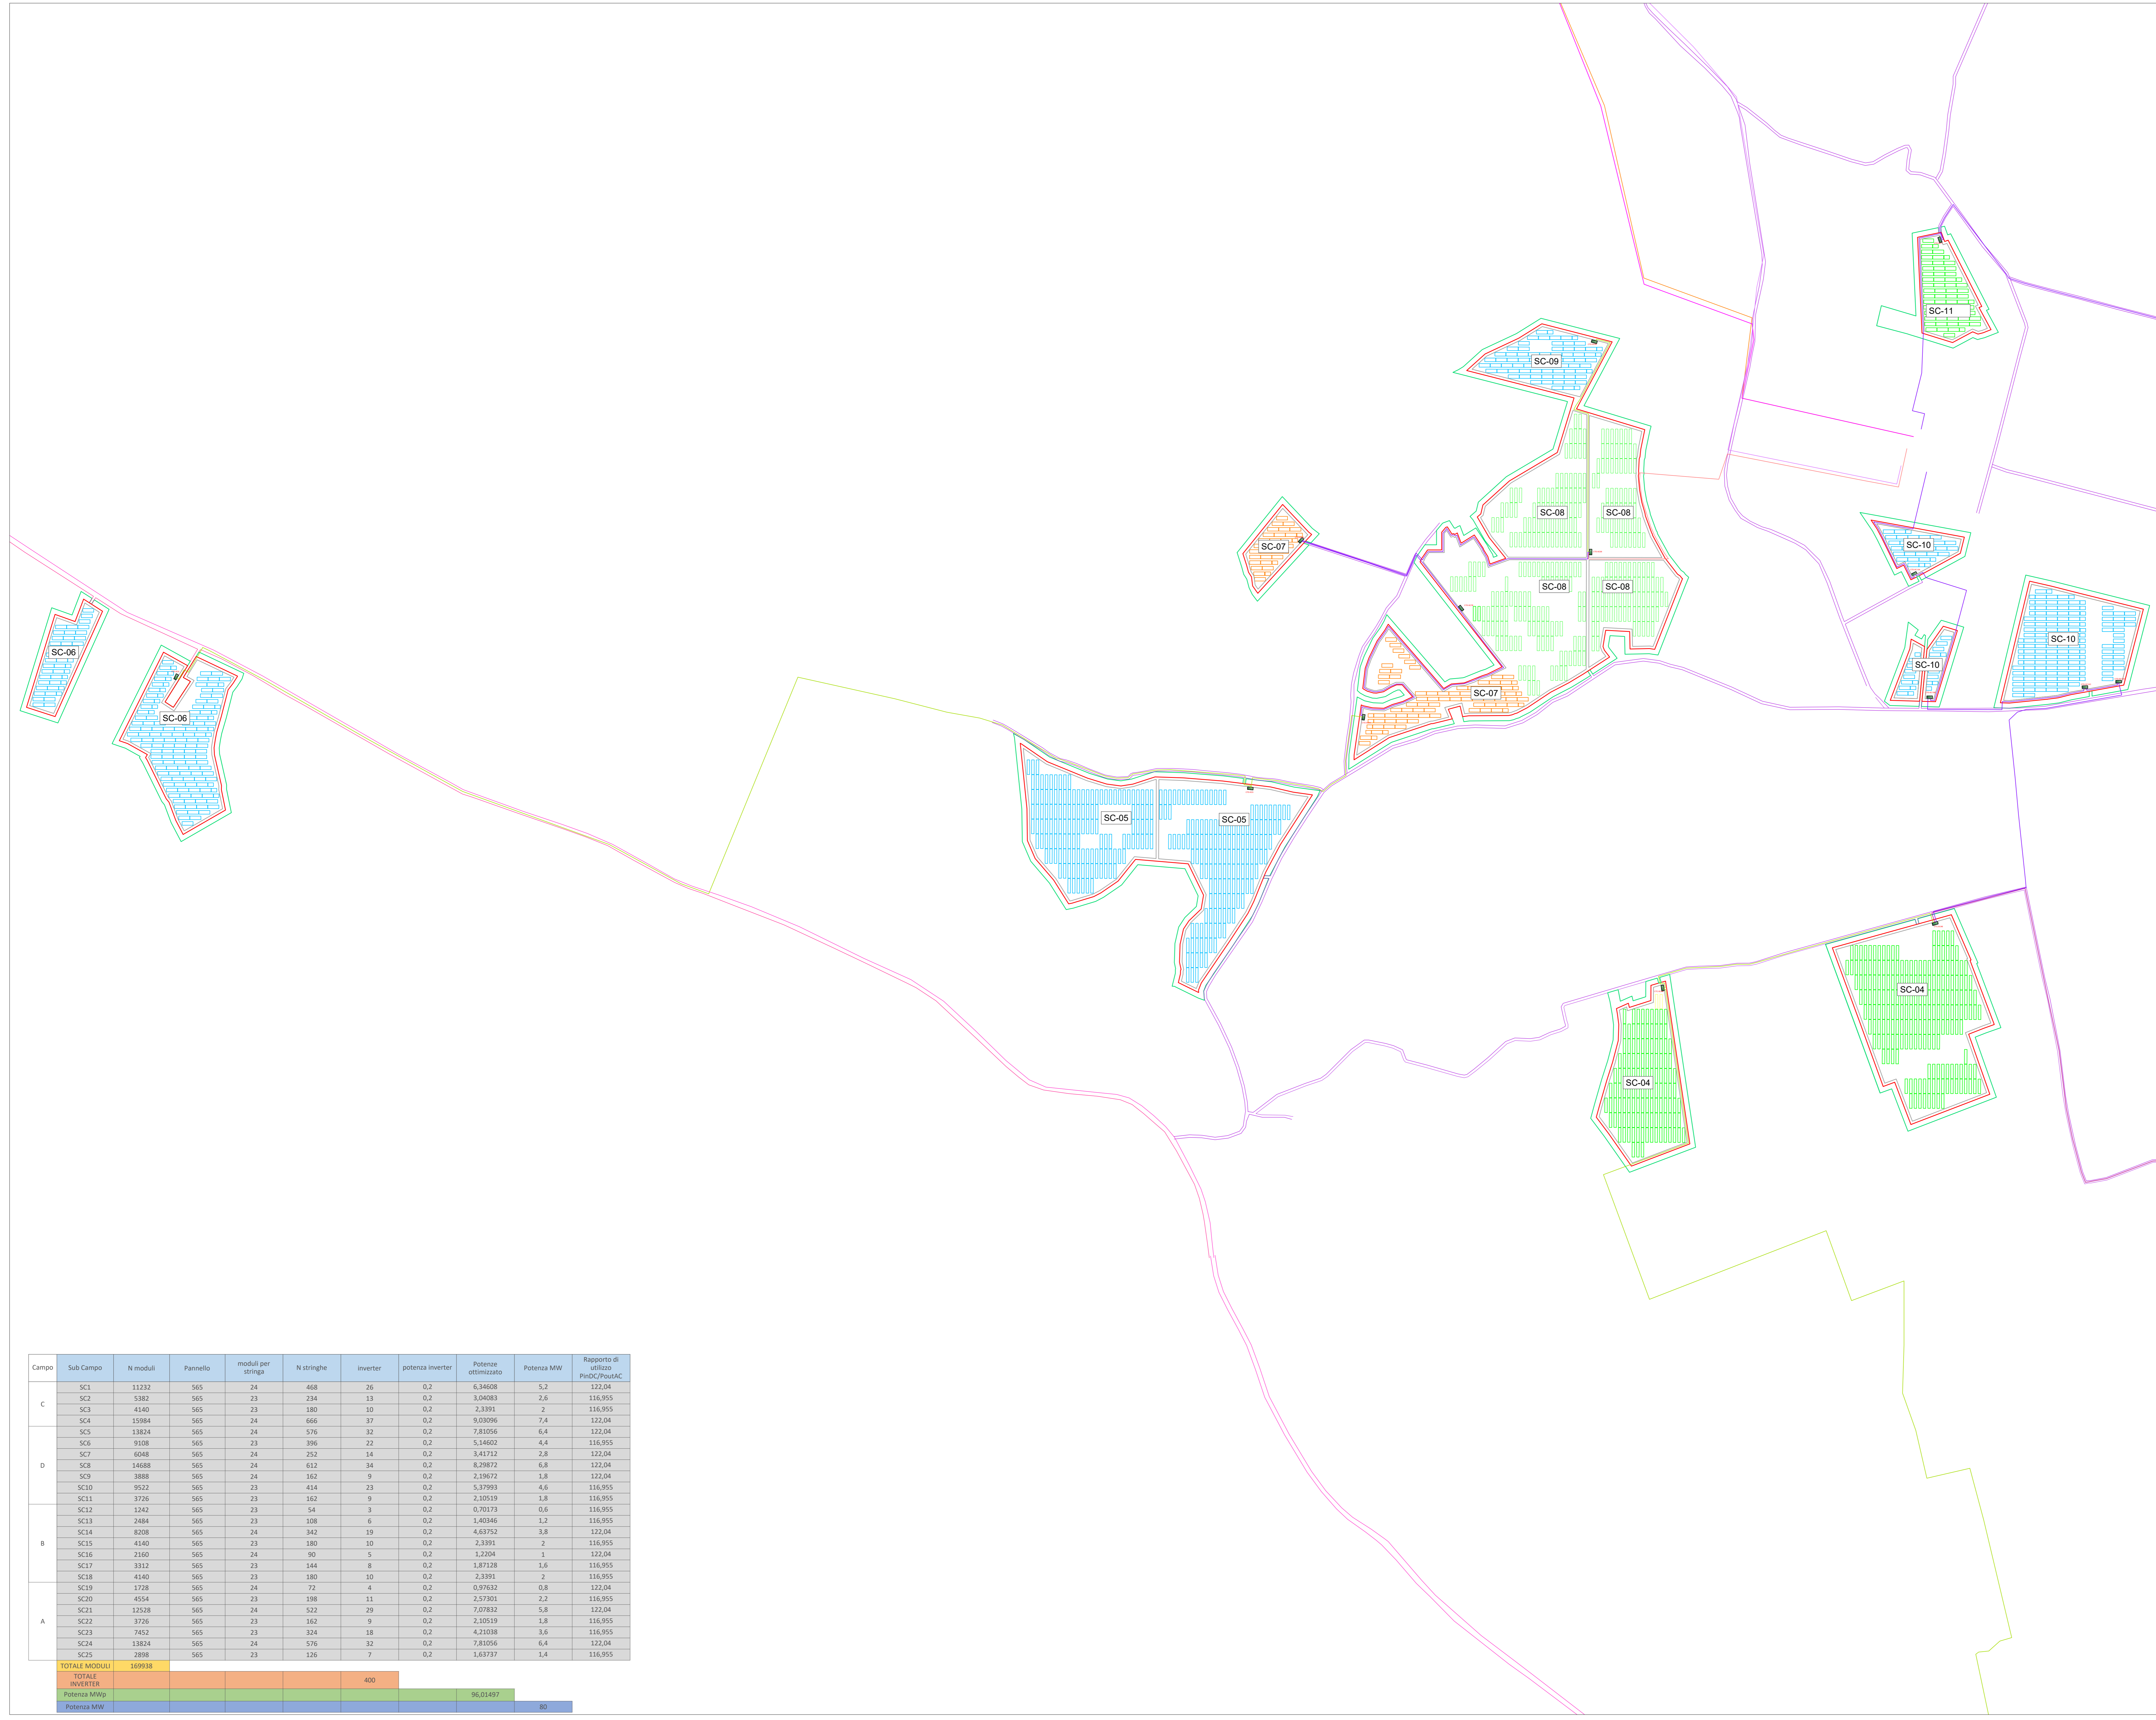 SC-11
SC-09
SC-08 SC-08
SC-07
SC-10
SC-08 SC-08
SC-10
SC-06
SC-10
SC-07
SC-06
SC-05 SC-05
SC-04
SC-04
Campo Sub Campo N moduli Pannello moduli per stringa N stringhe inverter potenza inverter Potenze ottimizzato Potenza MW Rapporto di utilizzo PinDC/PoutAC
C
SC1 11232 565 24 468 26 0,2 6,34608 5,2 122,04
SC2 5382 565 23 234 13 0,2 3,04083 2,6 116,955
SC3 4140 565 23 180 10 0,2 2,3391 2 116,955
SC4 15984 565 24 666 37 0,2 9,03096 7,4 122,04
D
SC5 13824 565 24 576 32 0,2 7,81056 6,4 122,04
SC6 9108 565 23 396 22 0,2 5,14602 4,4 116,955
SC7 6048 565 24 252 14 0,2 3,41712 2,8 122,04
SC8 14688 565 24 612 34 0,2 8,29872 6,8 122,04
SC9 3888 565 24 162 9 0,2 2,19672 1,8 122,04
SC10 9522 565 23 414 23 0,2 5,37993 4,6 116,955
SC11 3726 565 23 162 9 0,2 2,10519 1,8 116,955
B
SC12 1242 565 23 54 3 0,2 0,70173 0,6 116,955
SC13 2484 565 23 108 6 0,2 1,40346 1,2 116,955
SC14 8208 565 24 342 19 0,2 4,63752 3,8 122,04
SC15 4140 565 23 180 10 0,2 2,3391 2 116,955
SC16 2160 565 24 90 5 0,2 1,2204 1 122,04
SC17 3312 565 23 144 8 0,2 1,87128 1,6 116,955
SC18 4140 565 23 180 10 0,2 2,3391 2 116,955
A
SC19 1728 565 24 72 4 0,2 0,97632 0,8 122,04
SC20 4554 565 23 198 11 0,2 2,57301 2,2 116,955
SC21 12528 565 24 522 29 0,2 7,07832 5,8 122,04
SC22 3726 565 23 162 9 0,2 2,10519 1,8 116,955
SC23 7452 565 23 324 18 0,2 4,21038 3,6 116,955
SC24 13824 565 24 576 32 0,2 7,81056 6,4 122,04
SC25 2898 565 23 126 7 0,2 1,63737 1,4 116,955
TOTALE MODULI 169938
TOTALE INVERTER 400
Potenza MWp 96,01497
Potenza MW 80